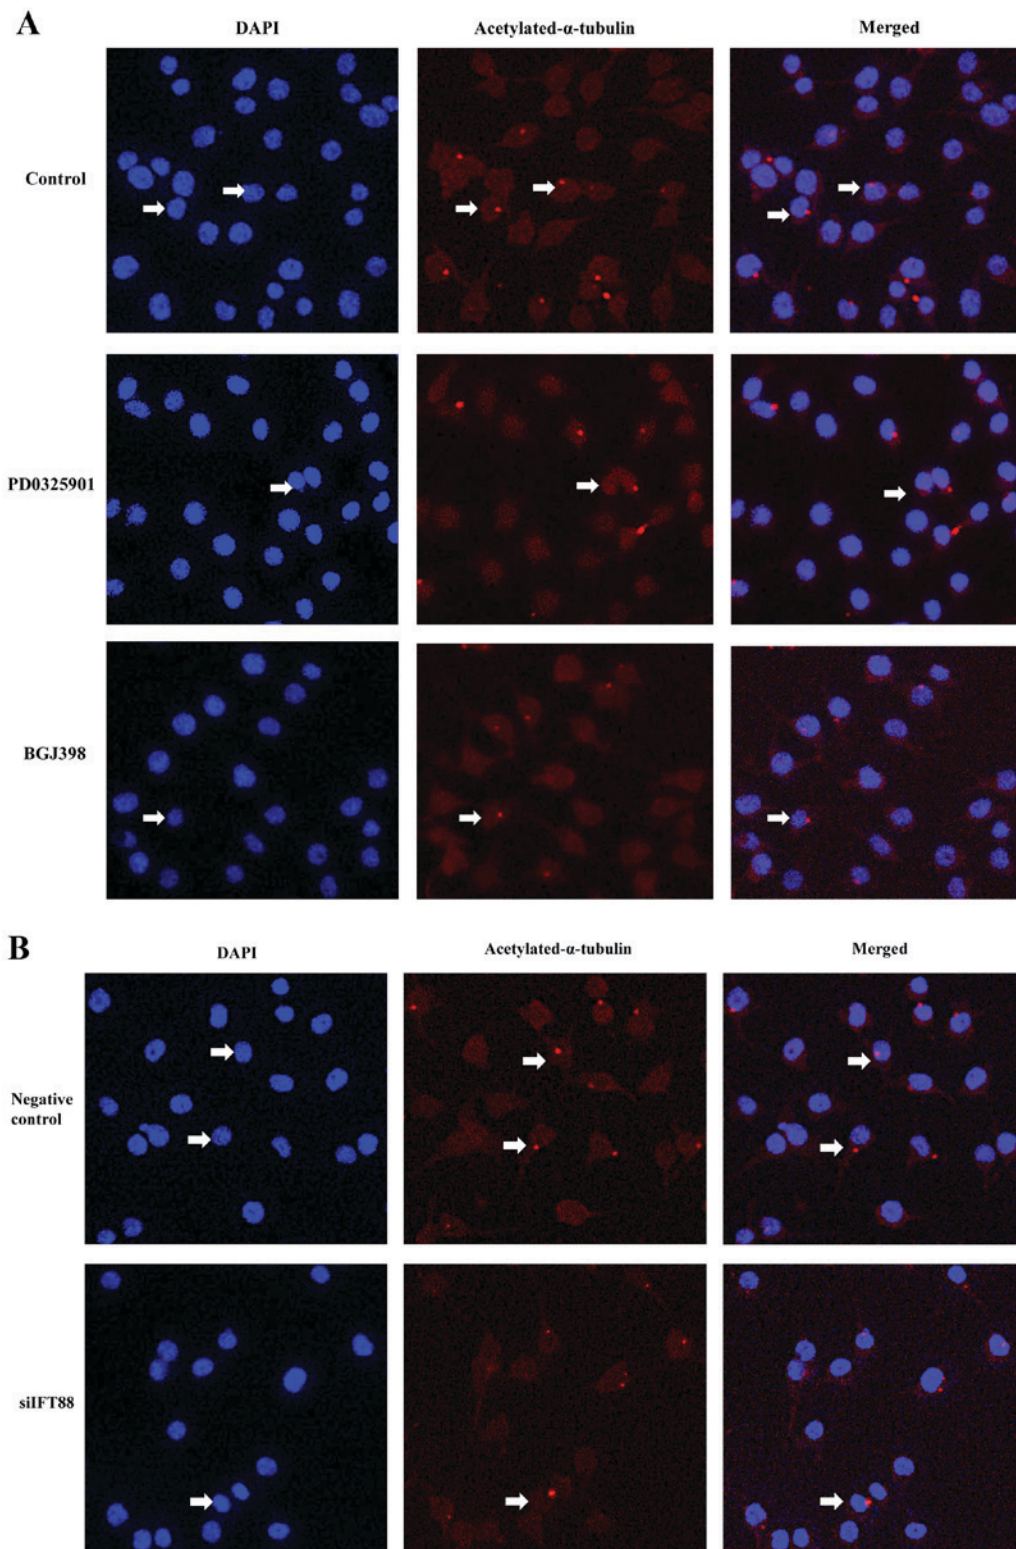 A
DAPI Acetylated-α-tubulin Merged
Control
PD0325901
BGJ398
B
DAPI Acetylated-α-tubulin Merged
Negative
control
siIFT88